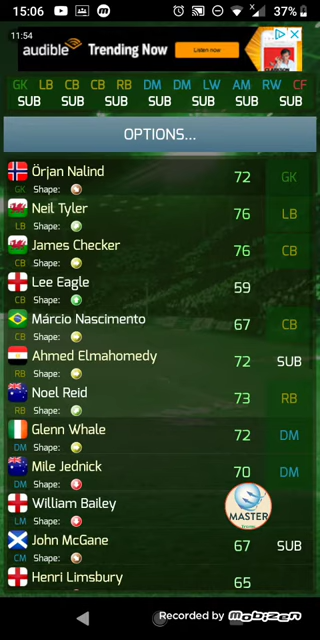 15:06
37%
11:54
audible
Trending Now
Listen now
GK LB CB CB RB DM DM LW AM RW CF
SUB SUB SUB SUB SUB SUB SUB
OPTIONS...
Örjan Nalind 72 GK
GK Shape:
Neil Tyler 76 LB
LB Shape:
James Checker 76 CB
CB Shape:
Lee Eagle 59
CB Shape:
Márcio Nascimento 67 CB
CB Shape:
Ahmed Elmahomedy 72 SUB
RB Shape:
Noel Reid 73 RB
RB Shape:
Glenn Whale 72 DM
DM Shape:
Mile Jednick 70 DM
DM Shape:
William Bailey
LM Shape:
MASTER
John McGane 67 SUB
CM Shape:
Henri Limsbury 65
Recorded by mobizen